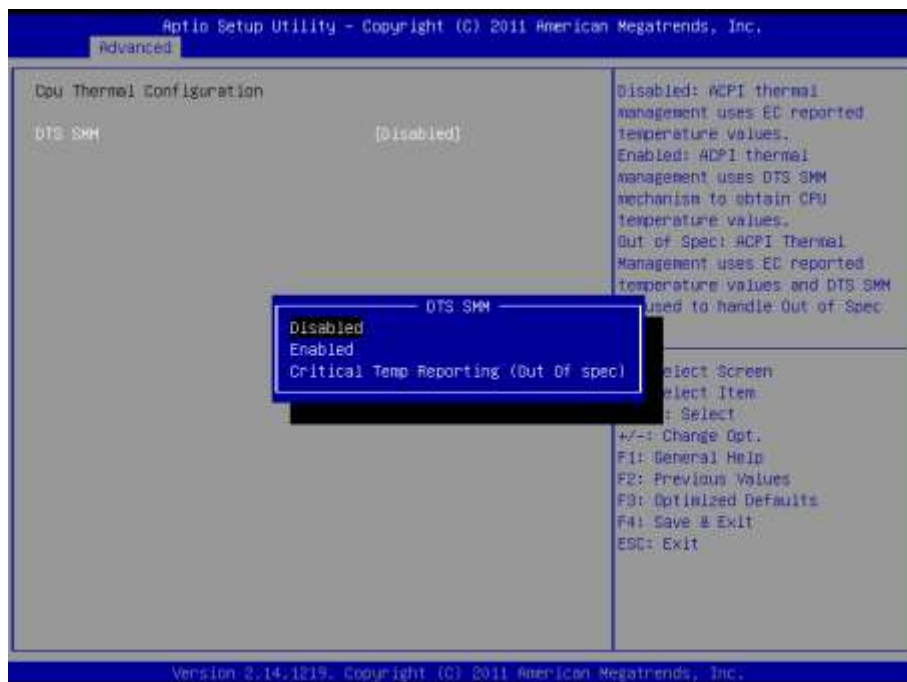 Aptio Setup Utility – Copyright (C) 2011 American Megatrends, Inc.
Advanced
Cpu Thermal Configuration
DTS SMM [Disabled]
Disabled: ACPI thermal
management uses EC reported
temperature values.
Enabled: ACPI thermal
management uses DTS SMM
mechanism to obtain CPU
temperature values.
Out of Spec: ACPI Thermal
Management uses EC reported
temperature values and DTS SMM
used to handle Out of Spec
DTS SMM
Disabled
Enabled
Critical Temp Reporting (Out Of spec)
elect Screen
elect Item
: Select
+/-: Change Opt.
F1: General Help
F2: Previous Values
F3: Optimized Defaults
F4: Save & Exit
ESC: Exit
Version 2.14.1219. Copyright (C) 2011 American Megatrends, Inc.